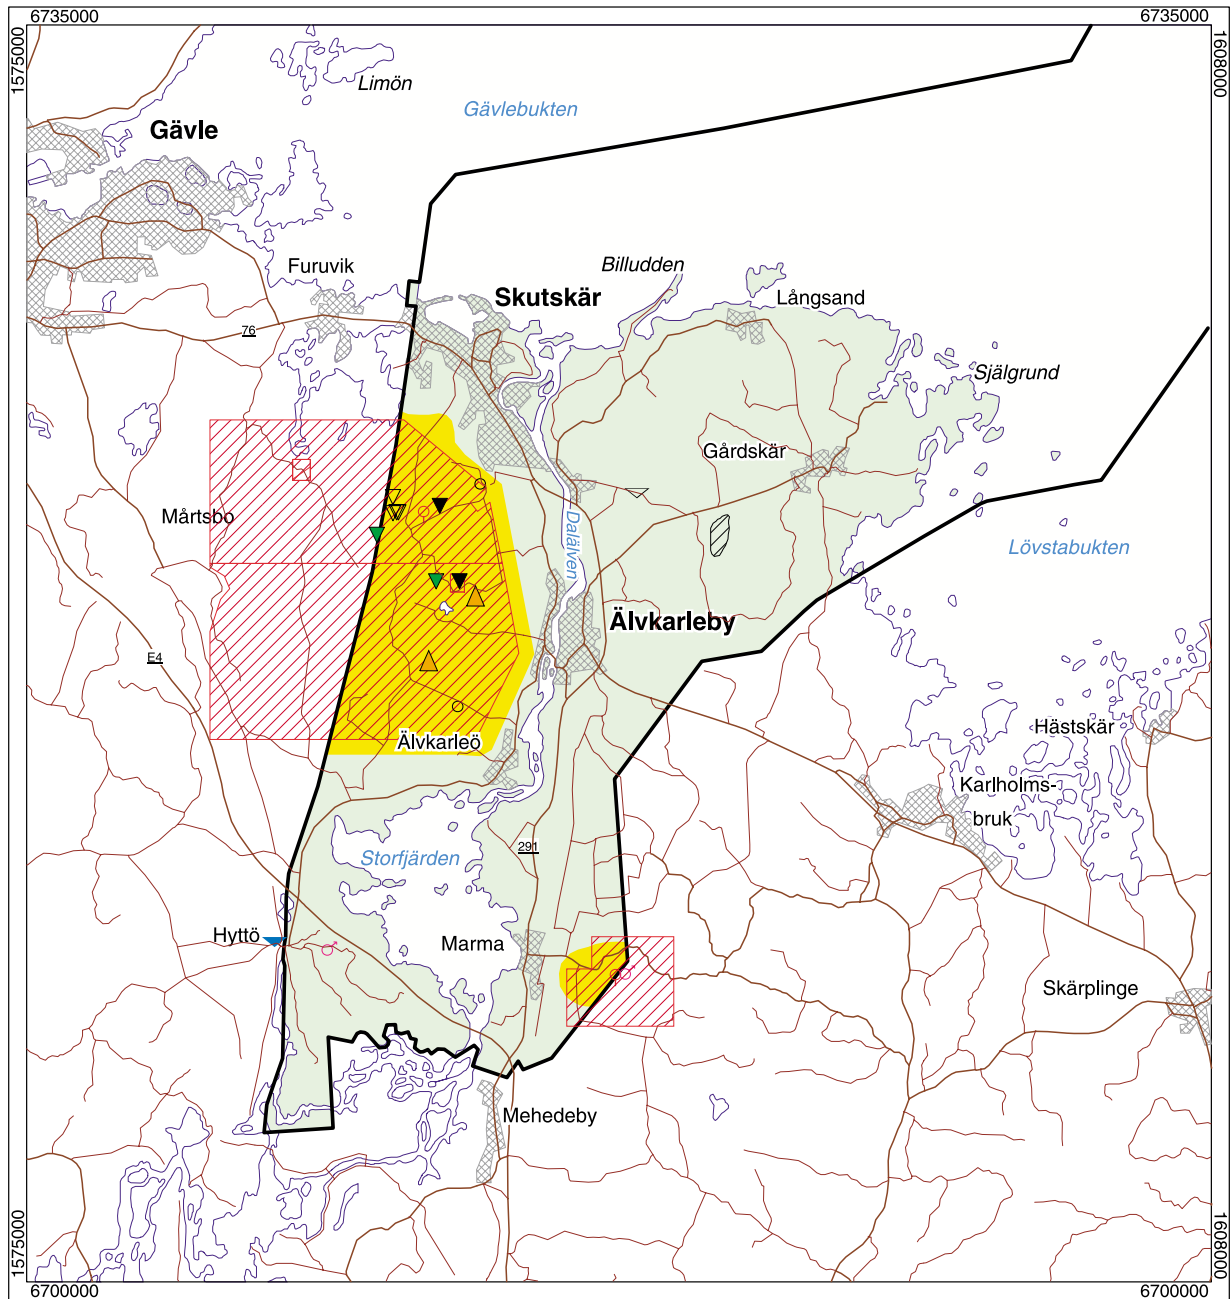 6735000
6735000
1575000
1608000
Limön
Gävlebukten
Gävle
Furuvik
Billudden
Skutskär
Långsand
76
Själgrund
Gårdskär
Mårtsbo
Dalälven
Lövstabukten
Älvkarleby
E4
Hästskär
Älvkarleö
Karlholms-
bruk
291
Storfjärden
Hyttö
Marma
Skärplinge
Mehedeby
1575000
1608000
6700000
6700000